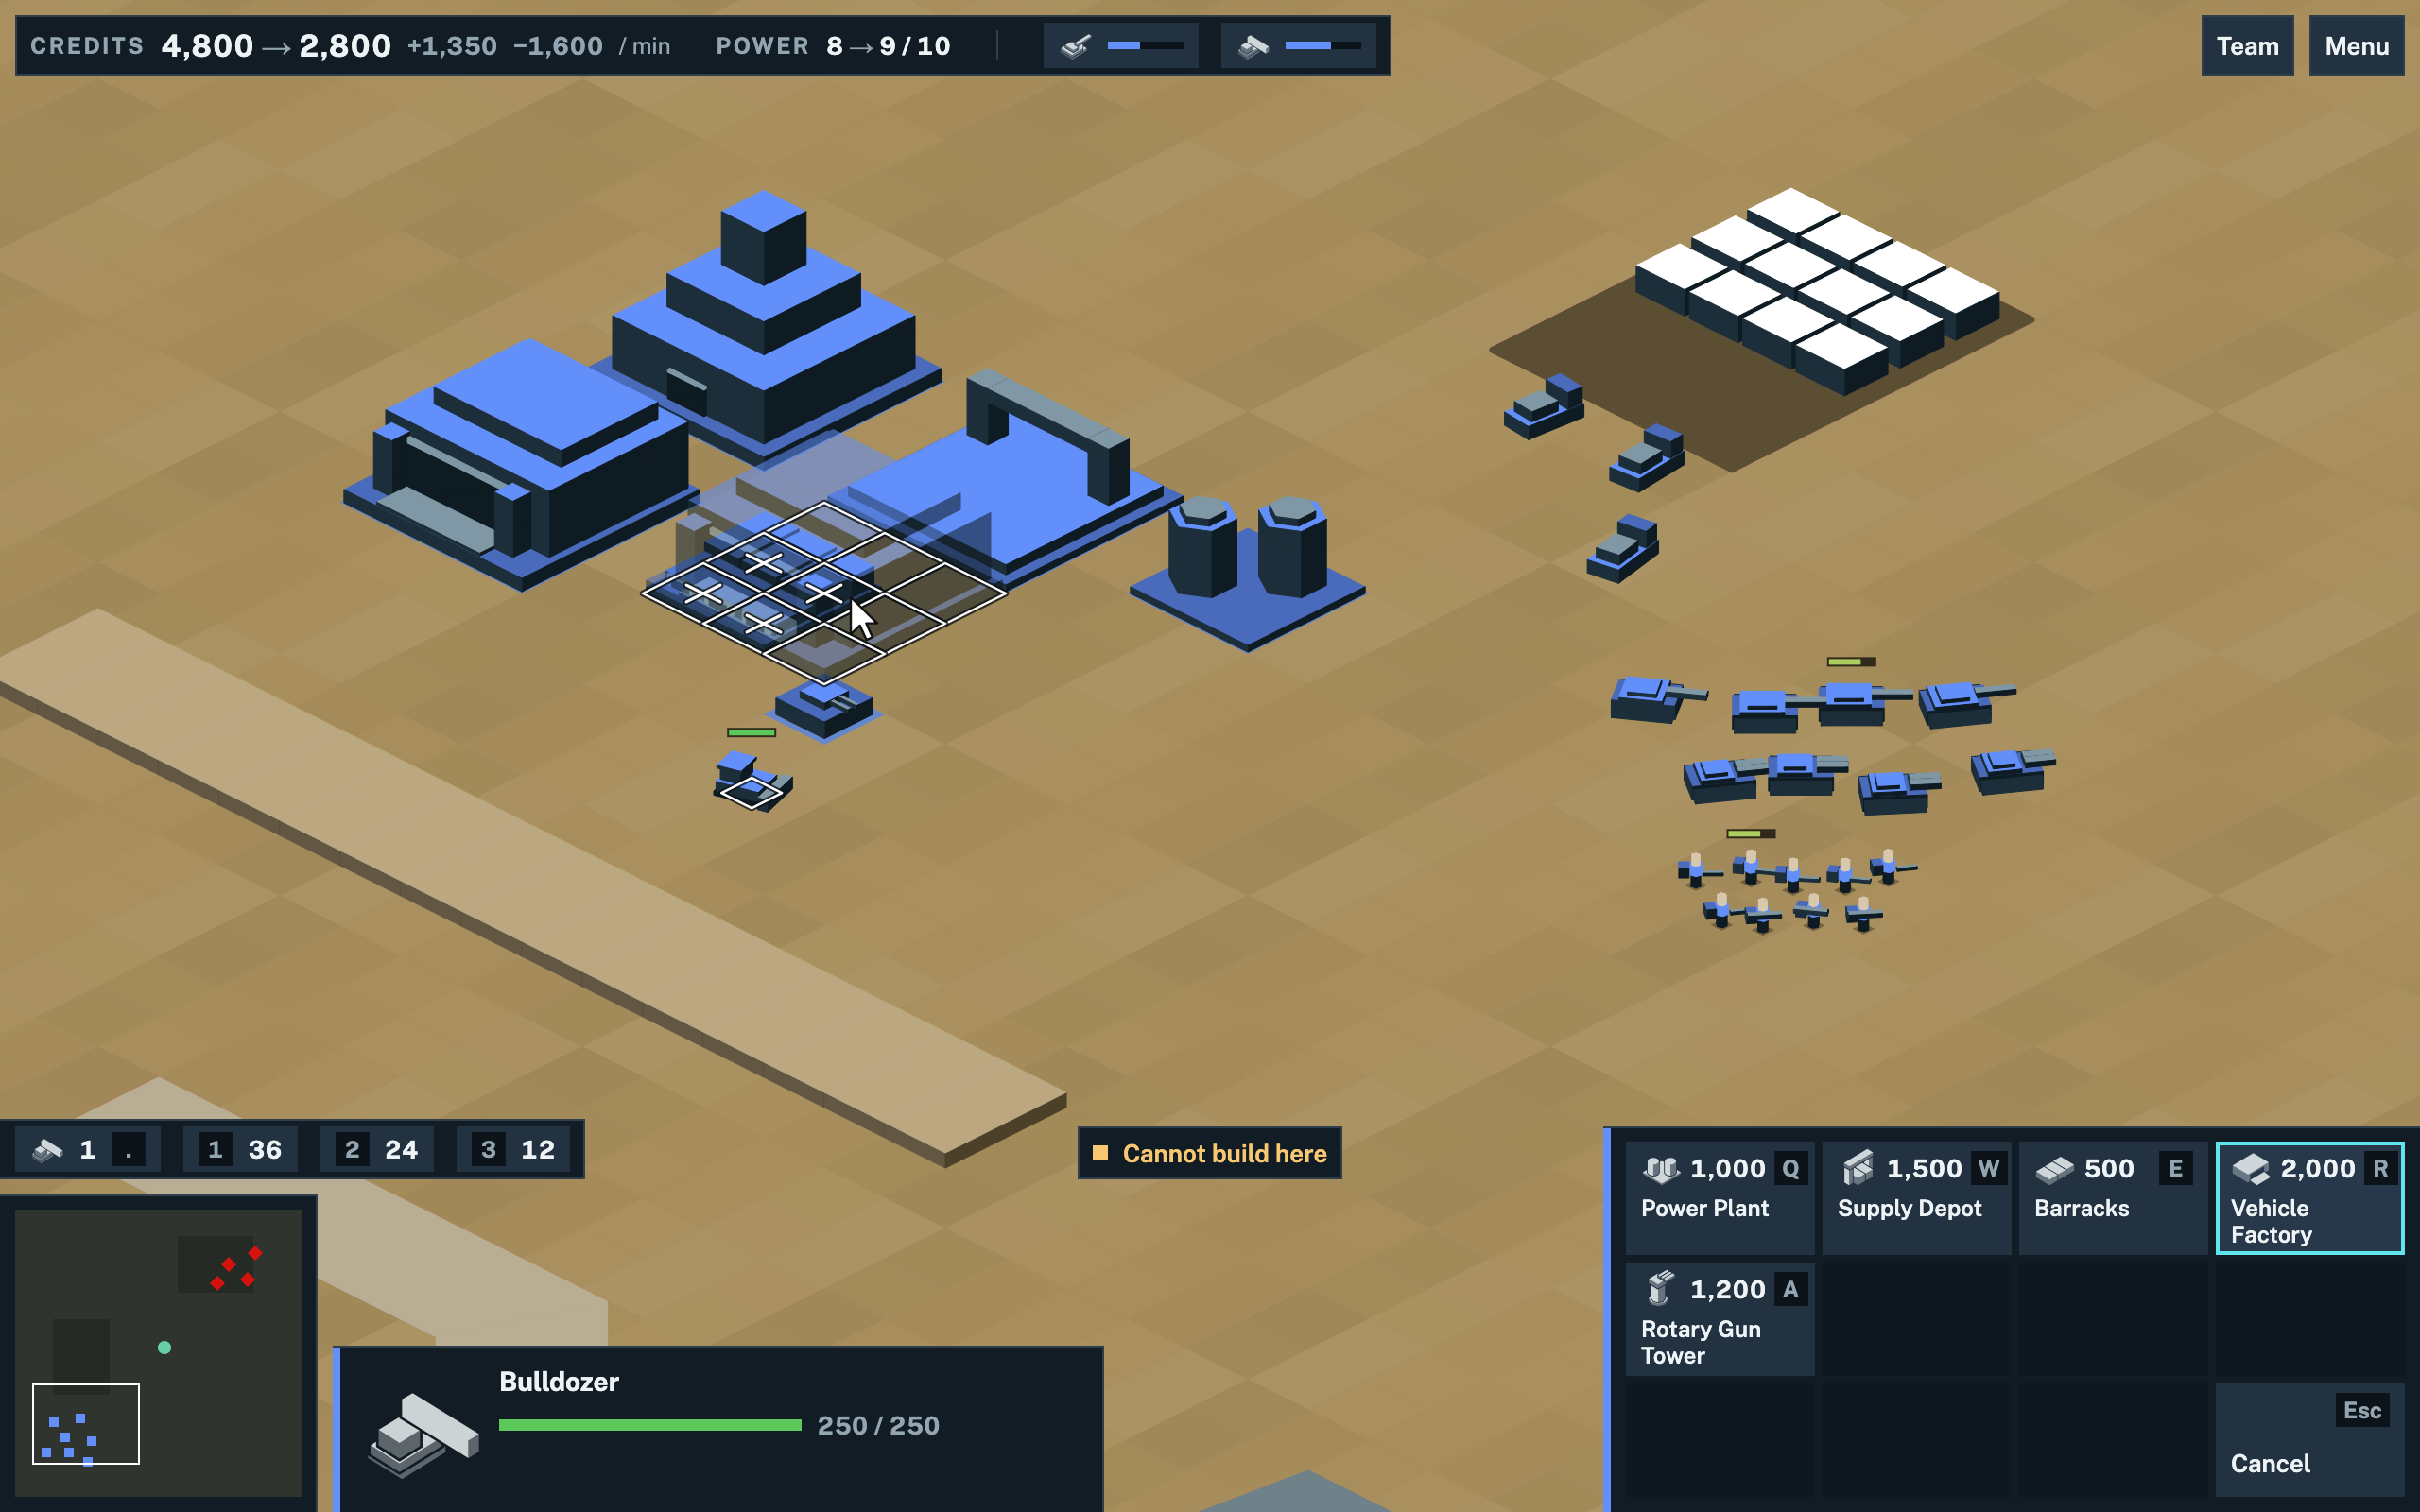 CREDITS 4,800→2,800 +1,350 −1,600 / min POWER 8→9/10
Team Menu
1 . 1 36 2 24 3 12
Cannot build here
Bulldozer
250/250
1,000 Q
Power Plant
1,500 W
Supply Depot
500 E
Barracks
2,000 R
Vehicle
Factory
1,200 A
Rotary Gun
Tower
Esc
Cancel